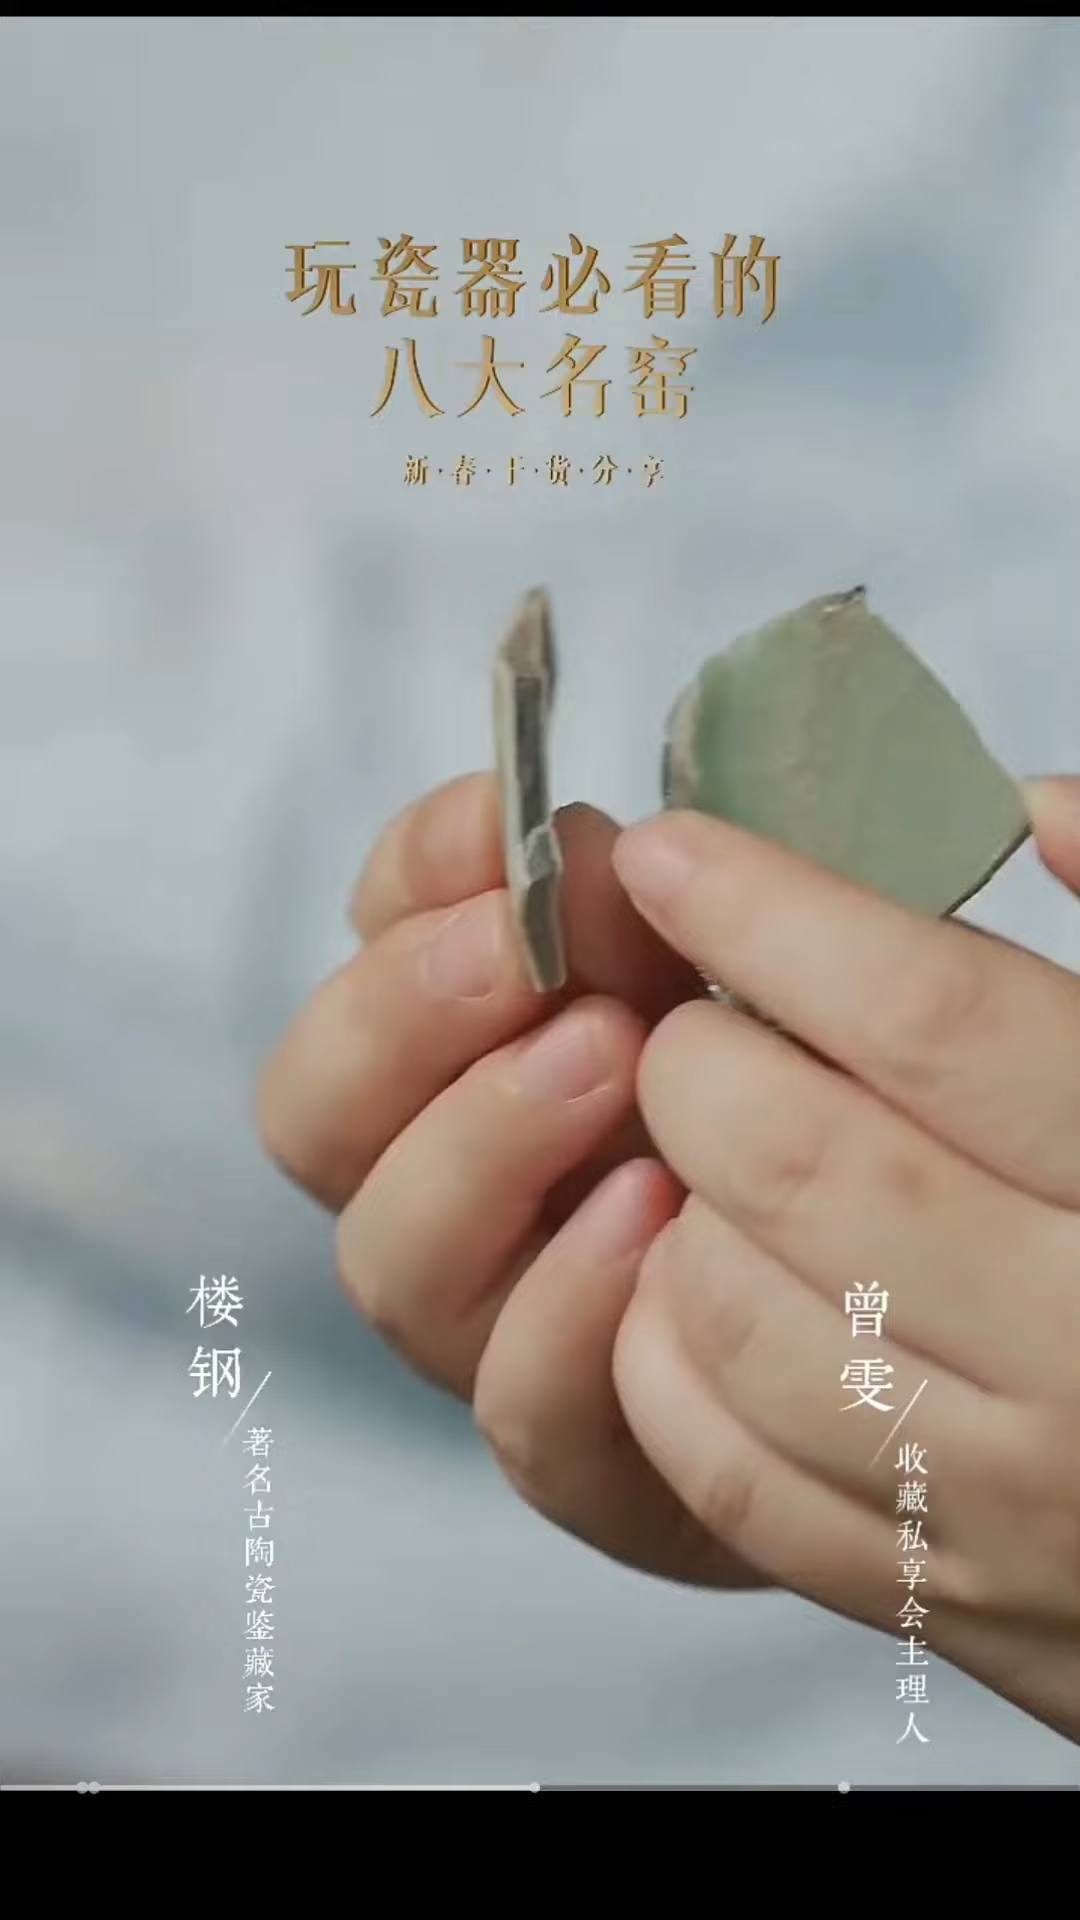 玩瓷器必看的
八大名窑
新·春·干·货·分·享
楼钢
著名古陶瓷鉴藏家
曾雯
收藏私享会主理人